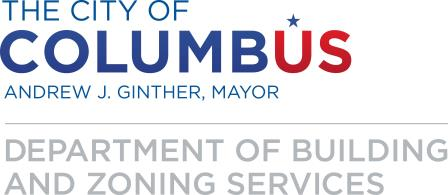 THE CITY OF
COLUMBUS
ANDREW J. GINTHER, MAYOR
DEPARTMENT OF BUILDING
AND ZONING SERVICES